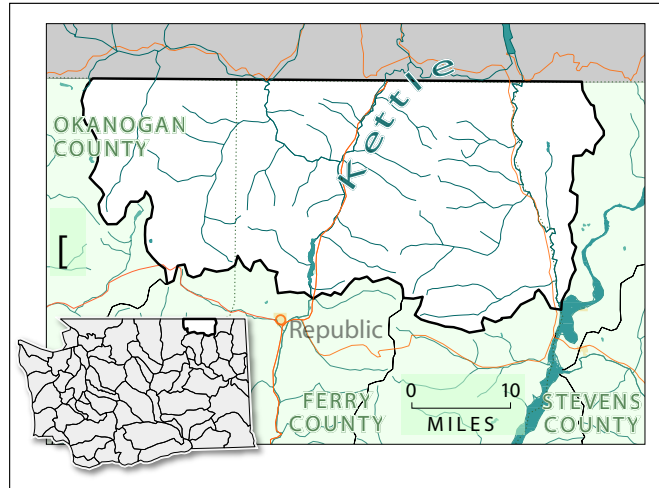 Kettle
OKANOGAN
COUNTY
[
Republic
FERRY
COUNTY
0 10
MILES
STEVENS
COUNTY